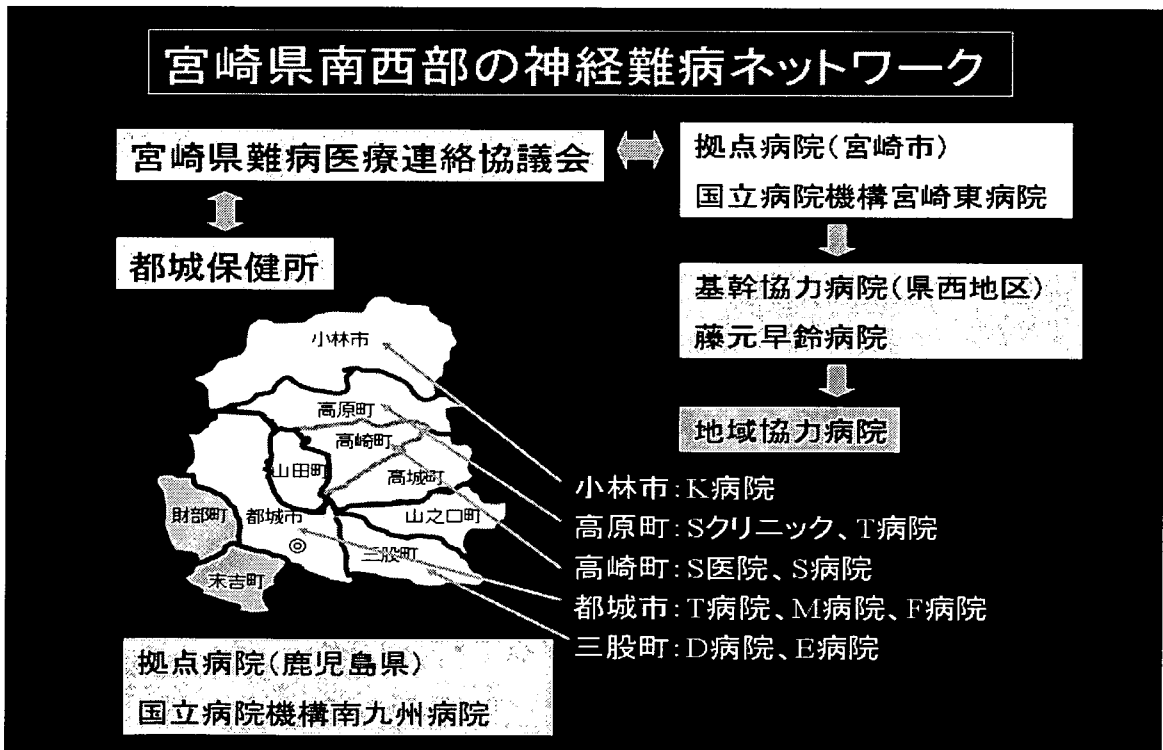 宮崎県南西部の神経難病ネットワーク
宮崎県難病医療連絡協議会
拠点病院(宮崎市)
国立病院機構宮崎東病院
都城保健所
基幹協力病院(県西地区)
藤元早鈴病院
地域協力病院
小林市
高原町
高崎町
山田町
高城町
財部町
都城市
山之口町
三股町
末吉町
小林市:K病院
高原町:Sクリニック、T病院
高崎町:S医院、S病院
都城市:T病院、M病院、F病院
三股町:D病院、E病院
拠点病院(鹿児島県)
国立病院機構南九州病院